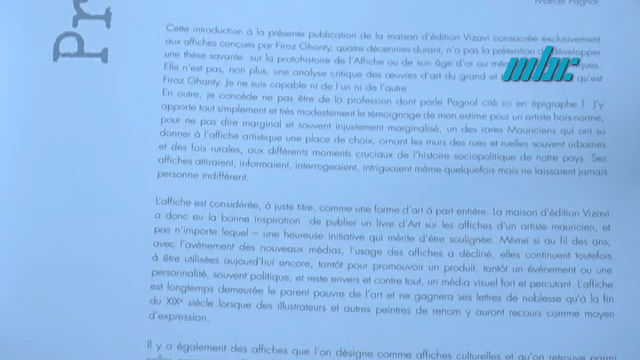 Pr
Marcel Pagnol
mbc
Cette introduction à la présente publication de la maison d'édition Vizavi consacrée exclusivement
aux affiches conçues par Firoz Ghanty, quatre décennies durant, n'a pas la prétention de développer
une thèse savante sur la protohistoire de l'Affiche ou de son âge d'or ou
Elle n'est pas, non plus, une analyse critique des œuvres d'art du grand et qu'est
Firoz Ghanty. Je ne suis capable ni de l'un ni de l'autre.
En outre, je concède ne pas être de la profession dont parle Pagnol cité ici en épigraphe ! J'y
apporte tout simplement et très modestement le témoignage de mon estime pour un artiste hors-norme,
pour ne pas dire marginal et souvent injustement marginalisé, un des rares Mauriciens qui ont su
donner à l'affiche artistique une place de choix, ornant les murs des rues et ruelles souvent urbaines
et des fois rurales, aux différents moments cruciaux de l'histoire sociopolitique de notre pays. Ses
affiches attiraient, informaient, interrogeaient, intriguaient même quelquefois mais ne laissaient jamais
personne indifférent.
L'affiche est considérée, à juste titre, comme une forme d'art à part entière. La maison d'édition Vizavi
a donc eu la bonne inspiration de publier un livre d'Art sur les affiches d'un artiste mauricien, et
pas n'importe lequel – une heureuse initiative qui mérite d'être soulignée. Même si au fil des ans,
avec l'avènement des nouveaux médias, l'usage des affiches a décliné, elles continuent toutefois
à être utilisées aujourd'hui encore, tantôt pour promouvoir un produit, tantôt un événement ou une
personnalité, souvent politique, et reste envers et contre tout, un média visuel fort et percutant. L'affiche
est longtemps demeurée le parent pauvre de l'art et ne gagnera ses lettres de noblesse qu'à la fin
du XIXe siècle lorsque des illustrateurs et autres peintres de renom y auront recours comme moyen
d'expression.
Il y a également des affiches que l'on désigne comme affiches culturelles et qu'on retrouve parmi